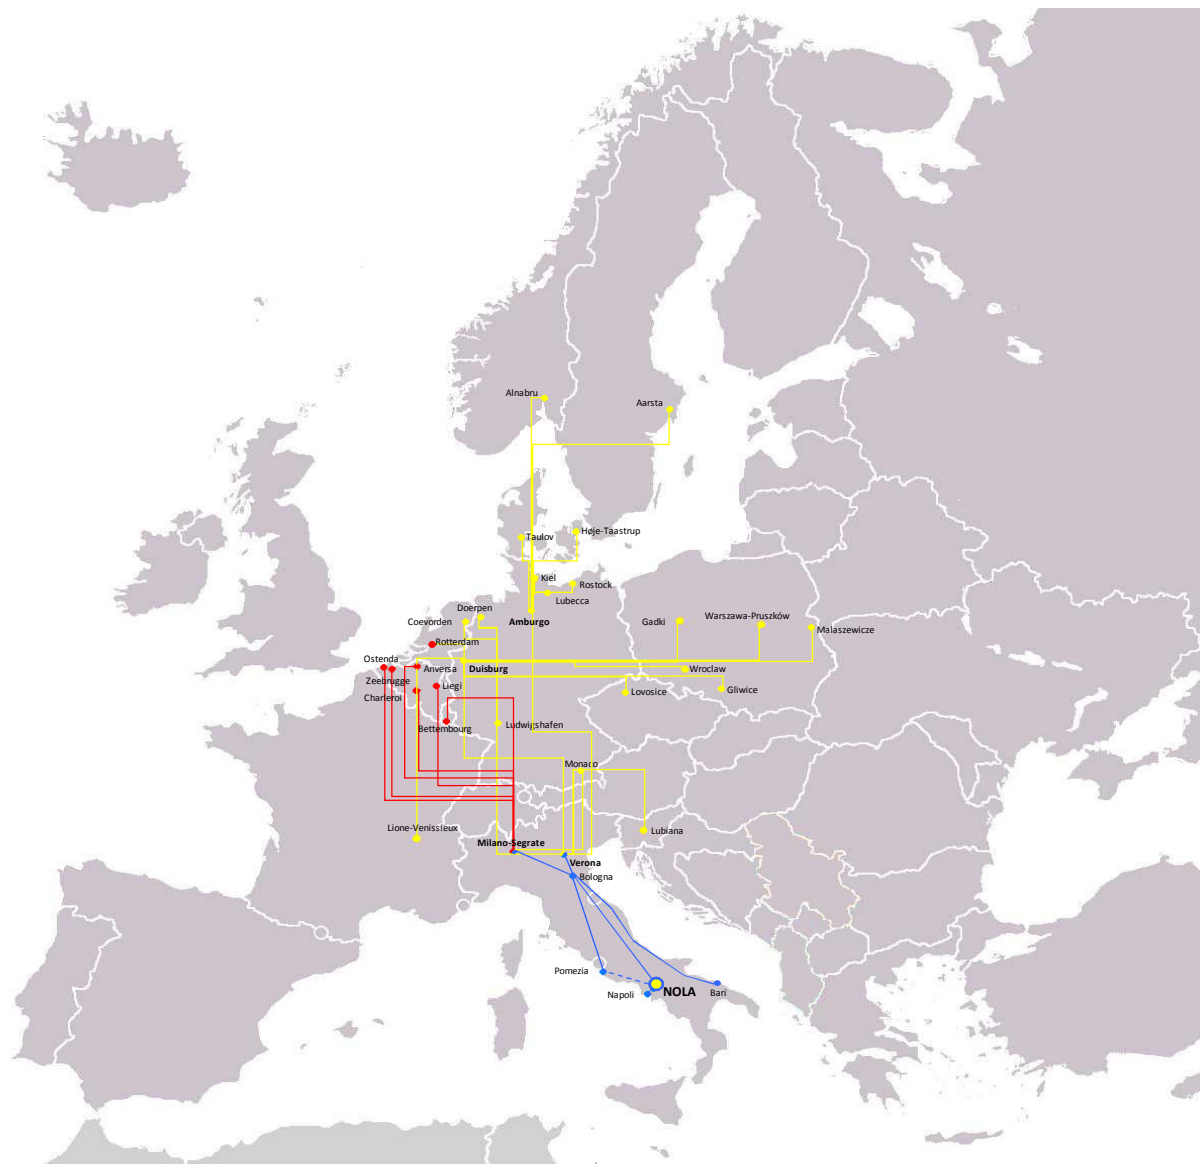 Alnabru
Aarsta
Høje-Taastrup
Taulov
Kiel
Rostock
Lubecca
Doerpen
Coevorden
Amburgo
Gadki
Warszawa-Pruszków
Malaszewicze
Rotterdam
Ostenda
Anversa
Duisburg
Wroclaw
Zeebrugge
Liegi
Charleroi
Lovosice
Gliwice
Bettembourg
Ludwigshafen
Monaco
Lione-Venissieux
Lubiana
Milano-Segrate
Verona
Bologna
Pomezia
Napoli
NOLA
Bari